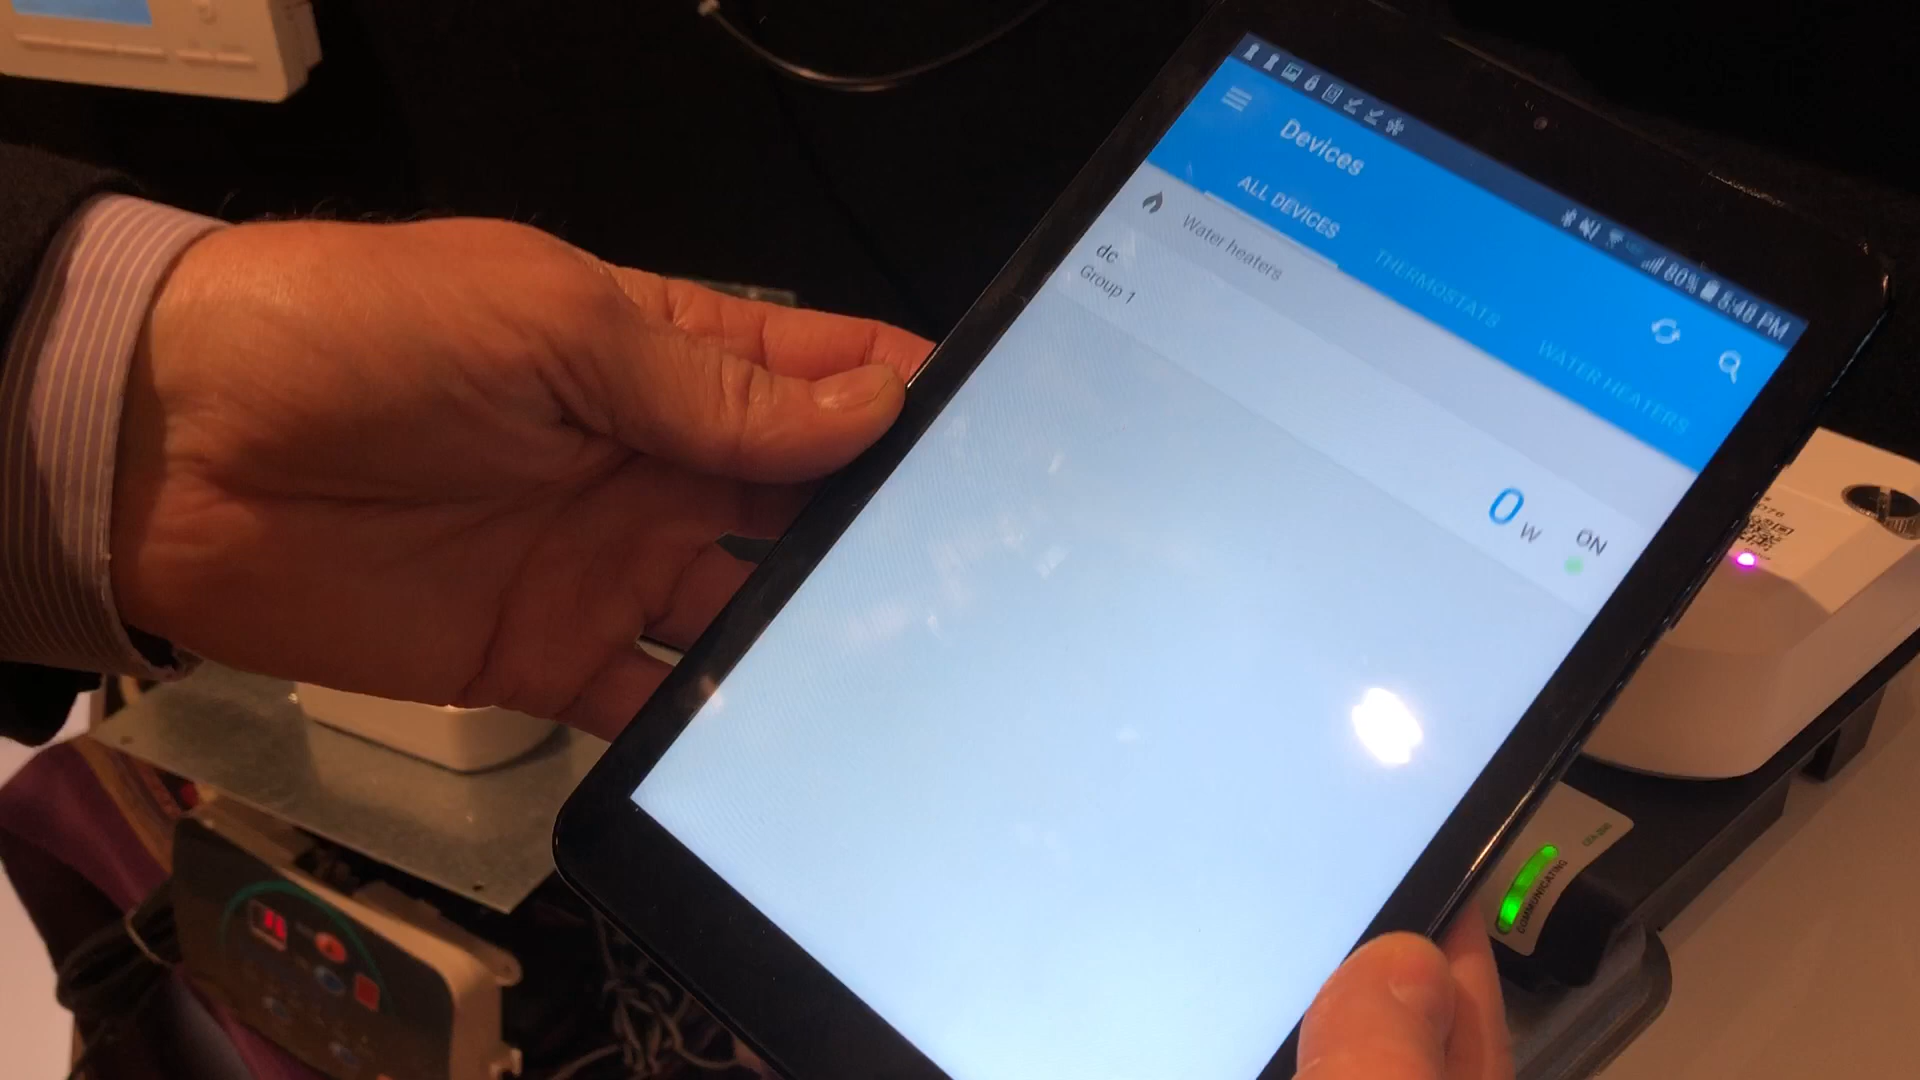 80% 5:48 PM
Devices
ALL DEVICES
THERMOSTATS
WATER HEATERS
Water heaters
dc
Group 1
0 W
ON
COMMUNICATING